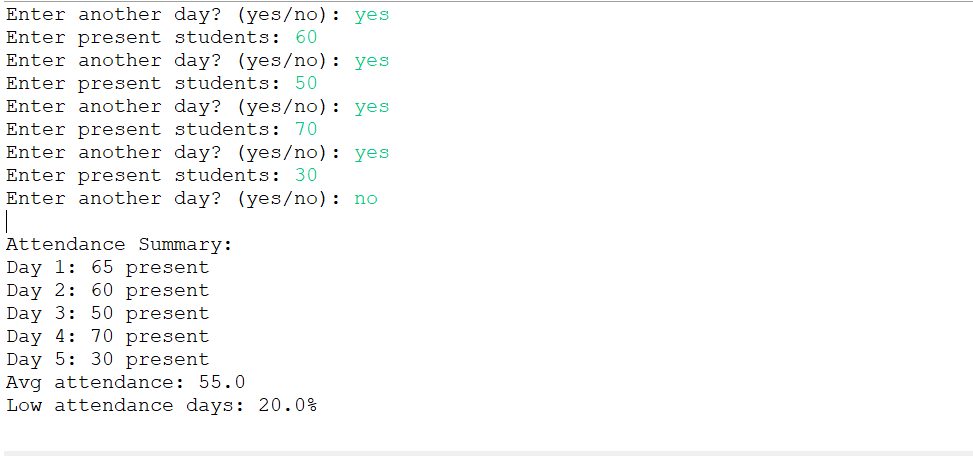 Enter another day? (yes/no): yes
Enter present students: 60
Enter another day? (yes/no): yes
Enter present students: 50
Enter another day? (yes/no): yes
Enter present students: 70
Enter another day? (yes/no): yes
Enter present students: 30
Enter another day? (yes/no): no
Attendance Summary:
Day 1: 65 present
Day 2: 60 present
Day 3: 50 present
Day 4: 70 present
Day 5: 30 present
Avg attendance: 55.0
Low attendance days: 20.0%